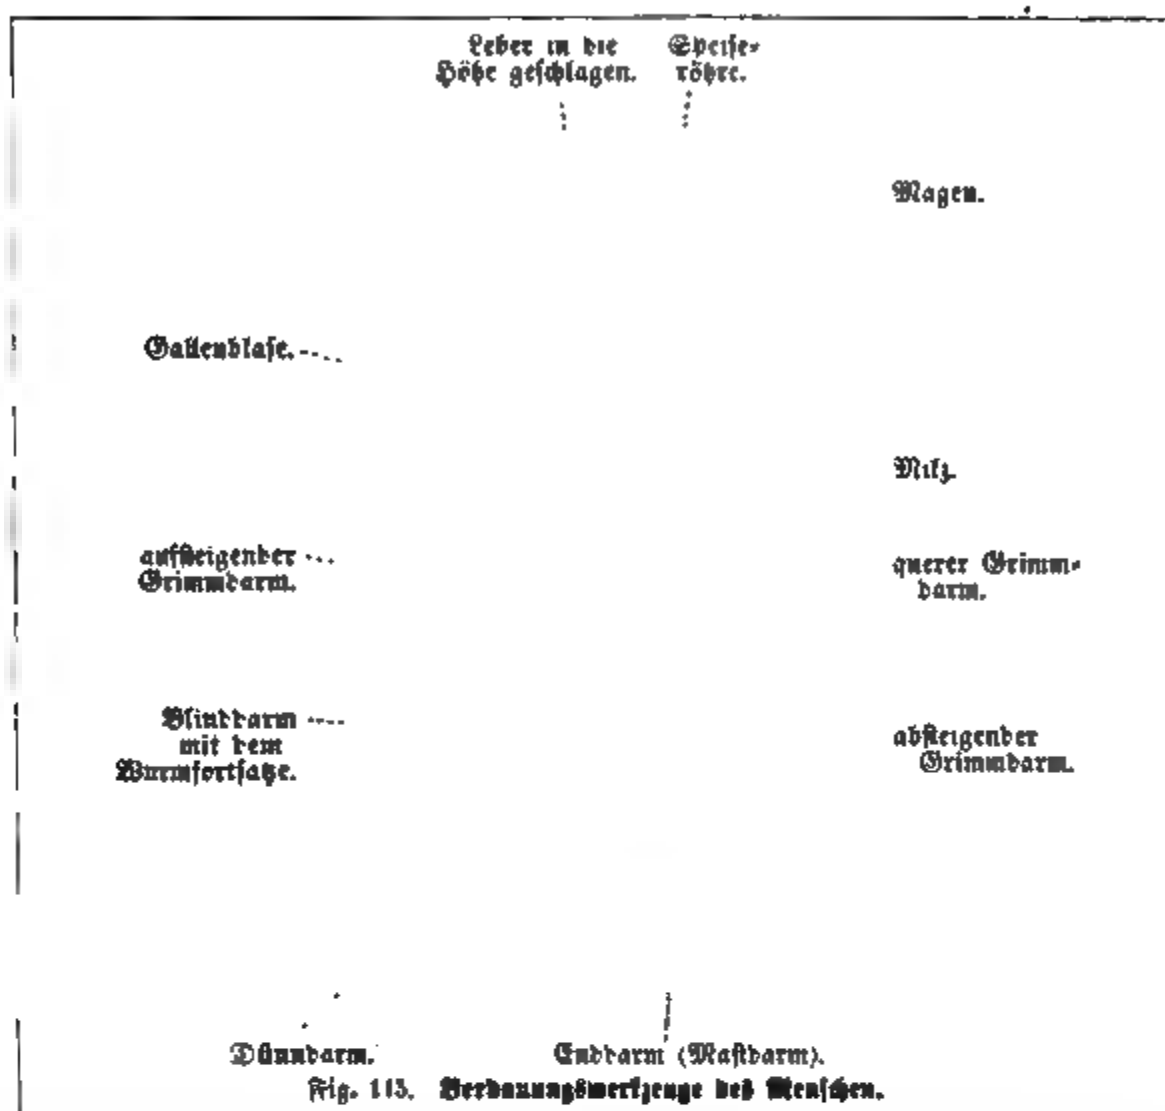 Leber in die
Höhe geschlagen.
Speise-
röhre.
Magen.
Gallenblase.
Milz.
aufsteigender
Grimmdarm.
querer Grimm-
darm.
Blinddarm
mit dem
Wurmfortsatze.
absteigender
Grimmdarm.
Dünndarm.
Enddarm (Mastdarm).
Fig. 113. Verdauungswerkzeuge des Menschen.